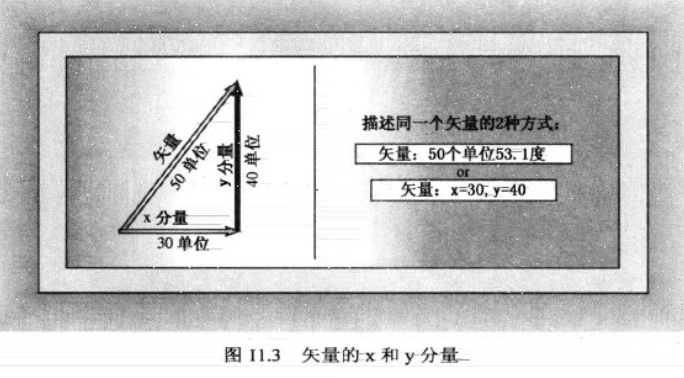 矢量
50 单位
y 分量
40 单位
x 分量
30 单位
描述同一个矢量的2种方式:
矢量: 50个单位53.1度
or
矢量: x=30, y=40
图 11.3 矢量的 x 和 y 分量